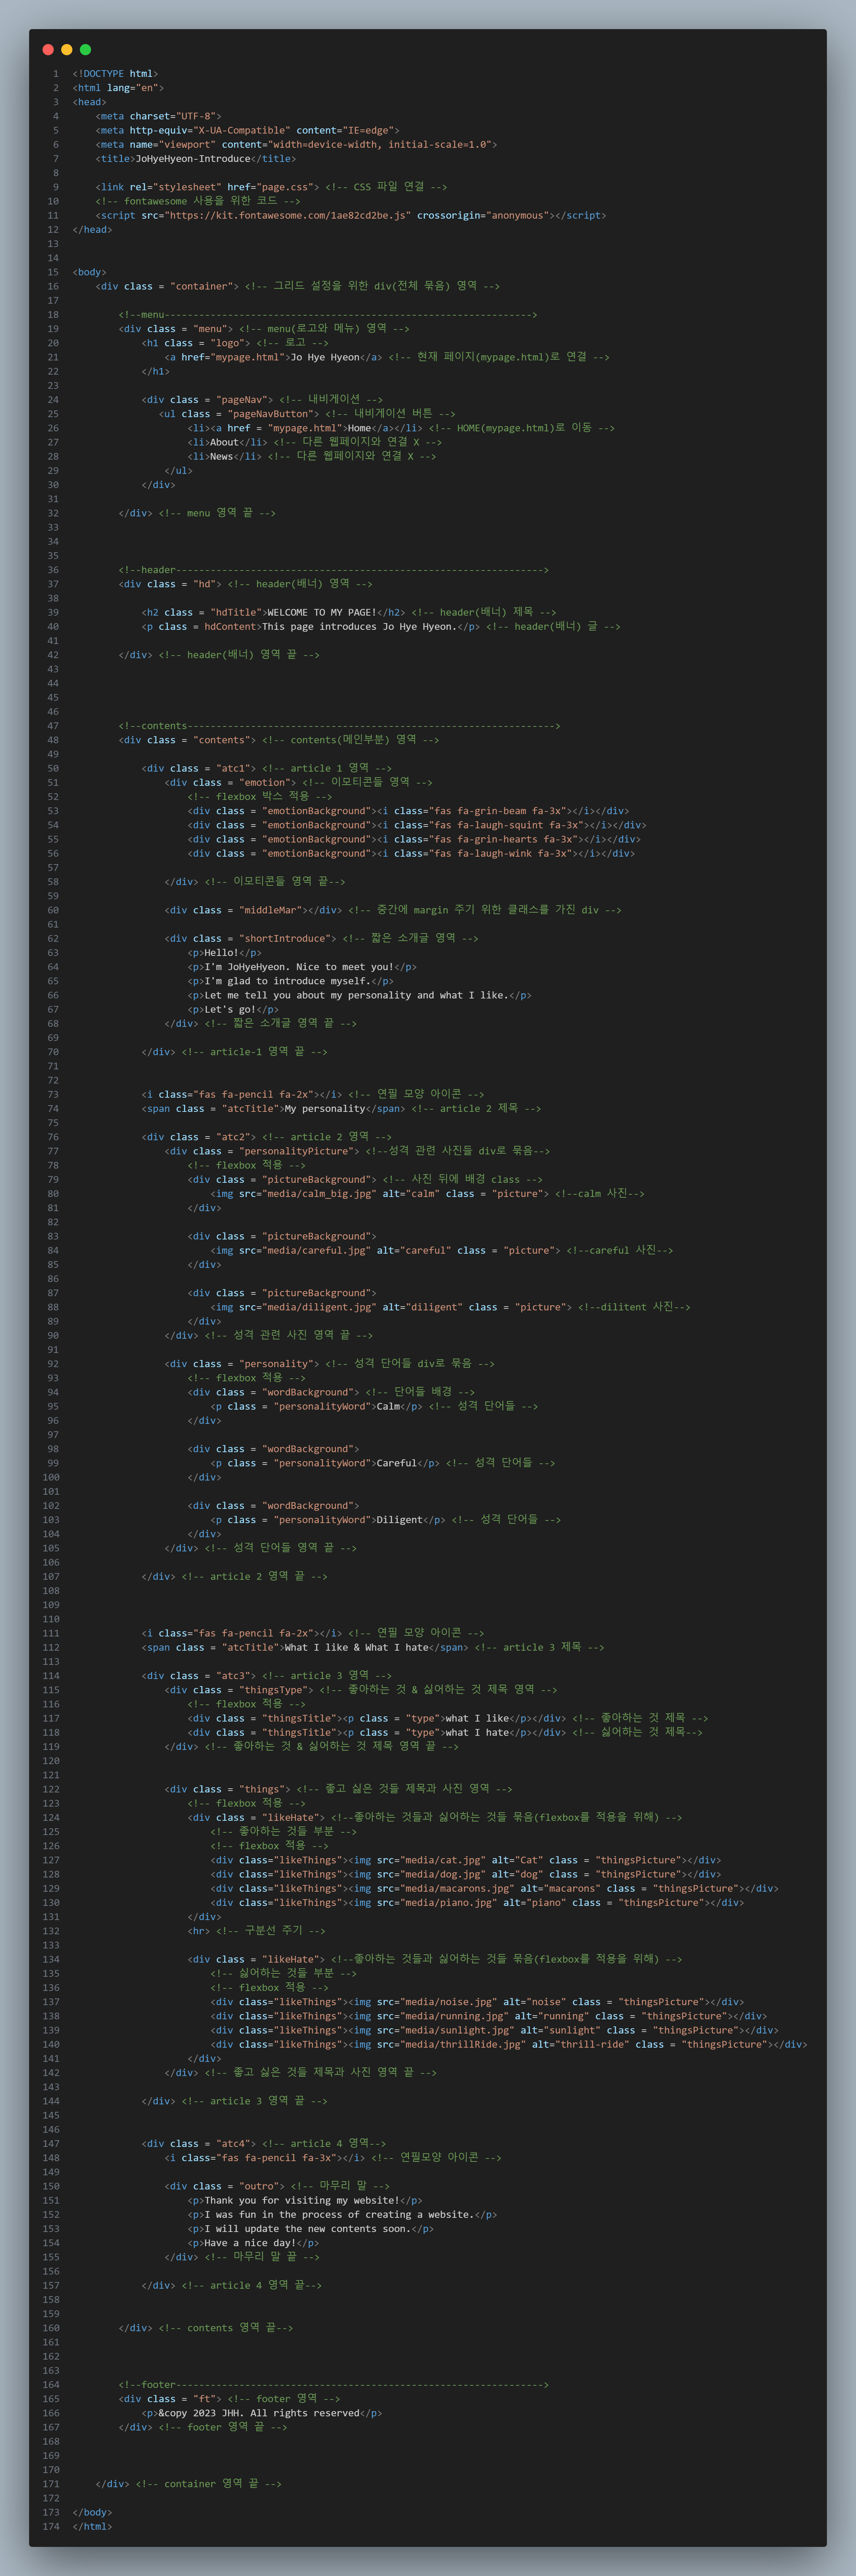 1 <!DOCTYPE html>
2 <html lang="en">
3 <head>
4     <meta charset="UTF-8">
5     <meta http-equiv="X-UA-Compatible" content="IE=edge">
6     <meta name="viewport" content="width=device-width, initial-scale=1.0">
7     <title>JoHyeHyeon-Introduce</title>
8
9     <link rel="stylesheet" href="page.css"> <!-- CSS 파일 연결 -->
10     <!-- fontawesome 사용을 위한 코드 -->
11     <script src="https://kit.fontawesome.com/1ae82cd2be.js" crossorigin="anonymous"></script>
12 </head>
13
14
15 <body>
16     <div class = "container"> <!-- 그리드 설정을 위한 div(전체 묶음) 영역 -->
17
18         <!--menu---------------------------------------------------------------->
19         <div class = "menu"> <!-- menu(로고와 메뉴) 영역 -->
20             <h1 class = "logo"> <!-- 로고 -->
21                 <a href="mypage.html">Jo Hye Hyeon</a> <!-- 현재 페이지(mypage.html)로 연결 -->
22             </h1>
23
24             <div class = "pageNav"> <!-- 내비게이션 -->
25                <ul class = "pageNavButton"> <!-- 내비게이션 버튼 -->
26                     <li><a href = "mypage.html">Home</a></li> <!-- HOME(mypage.html)로 이동 -->
27                     <li>About</li> <!-- 다른 웹페이지와 연결 X -->
28                     <li>News</li> <!-- 다른 웹페이지와 연결 X -->
29                 </ul>
30             </div>
31
32         </div> <!-- menu 영역 끝 -->
33
34
35
36         <!--header---------------------------------------------------------------->
37         <div class = "hd"> <!-- header(배너) 영역 -->
38
39             <h2 class = "hdTitle">WELCOME TO MY PAGE!</h2> <!-- header(배너) 제목 -->
40             <p class = hdContent>This page introduces Jo Hye Hyeon.</p> <!-- header(배너) 글 -->
41
42         </div> <!-- header(배너) 영역 끝 -->
43
44
45
46
47         <!--contents---------------------------------------------------------------->
48         <div class = "contents"> <!-- contents(메인부분) 영역 -->
49
50             <div class = "atc1"> <!-- article 1 영역 -->
51                 <div class = "emotion"> <!-- 이모티콘들 영역 -->
52                     <!-- flexbox 박스 적용 -->
53                     <div class = "emotionBackground"><i class="fas fa-grin-beam fa-3x"></i></div>
54                     <div class = "emotionBackground"><i class="fas fa-laugh-squint fa-3x"></i></div>
55                     <div class = "emotionBackground"><i class="fas fa-grin-hearts fa-3x"></i></div>
56                     <div class = "emotionBackground"><i class="fas fa-laugh-wink fa-3x"></i></div>
57
58                 </div> <!-- 이모티콘들 영역 끝-->
59
60                 <div class = "middleMar"></div> <!-- 중간에 margin 주기 위한 클래스를 가진 div -->
61
62                 <div class = "shortIntroduce"> <!-- 짧은 소개글 영역 -->
63                     <p>Hello!</p>
64                     <p>I'm JoHyeHyeon. Nice to meet you!</p>
65                     <p>I'm glad to introduce myself.</p>
66                     <p>Let me tell you about my personality and what I like.</p>
67                     <p>Let's go!</p>
68                 </div> <!-- 짧은 소개글 영역 끝 -->
69
70             </div> <!-- article-1 영역 끝 -->
71
72
73             <i class="fas fa-pencil fa-2x"></i> <!-- 연필 모양 아이콘 -->
74             <span class = "atcTitle">My personality</span> <!-- article 2 제목 -->
75
76             <div class = "atc2"> <!-- article 2 영역 -->
77                 <div class = "personalityPicture"> <!--성격 관련 사진들 div로 묶음-->
78                     <!-- flexbox 적용 -->
79                     <div class = "pictureBackground"> <!-- 사진 뒤에 배경 class -->
80                         <img src="media/calm_big.jpg" alt="calm" class = "picture"> <!--calm 사진-->
81                     </div>
82
83                     <div class = "pictureBackground">
84                         <img src="media/careful.jpg" alt="careful" class = "picture"> <!--careful 사진-->
85                     </div>
86
87                     <div class = "pictureBackground">
88                         <img src="media/diligent.jpg" alt="diligent" class = "picture"> <!--dilitent 사진-->
89                     </div>
90                 </div> <!-- 성격 관련 사진 영역 끝 -->
91
92                 <div class = "personality"> <!-- 성격 단어들 div로 묶음 -->
93                     <!-- flexbox 적용 -->
94                     <div class = "wordBackground"> <!-- 단어들 배경 -->
95                         <p class = "personalityWord">Calm</p> <!-- 성격 단어들 -->
96                     </div>
97
98                     <div class = "wordBackground">
99                         <p class = "personalityWord">Careful</p> <!-- 성격 단어들 -->
100                     </div>
101
102                     <div class = "wordBackground">
103                         <p class = "personalityWord">Diligent</p> <!-- 성격 단어들 -->
104                     </div>
105                 </div> <!-- 성격 단어들 영역 끝 -->
106
107             </div> <!-- article 2 영역 끝 -->
108
109
110
111             <i class="fas fa-pencil fa-2x"></i> <!-- 연필 모양 아이콘 -->
112             <span class = "atcTitle">What I like & What I hate</span> <!-- article 3 제목 -->
113
114             <div class = "atc3"> <!-- article 3 영역 -->
115                 <div class = "thingsType"> <!-- 좋아하는 것 & 싫어하는 것 제목 영역 -->
116                     <!-- flexbox 적용 -->
117                     <div class = "thingsTitle"><p class = "type">what I like</p></div> <!-- 좋아하는 것 제목 -->
118                     <div class = "thingsTitle"><p class = "type">what I hate</p></div> <!-- 싫어하는 것 제목-->
119                 </div> <!-- 좋아하는 것 & 싫어하는 것 제목 영역 끝 -->
120
121
122                 <div class = "things"> <!-- 좋고 싫은 것들 제목과 사진 영역 -->
123                     <!-- flexbox 적용 -->
124                     <div class = "likeHate"> <!--좋아하는 것들과 싫어하는 것들 묶음(flexbox를 적용을 위해) -->
125                         <!-- 좋아하는 것들 부분 -->
126                         <!-- flexbox 적용 -->
127                         <div class="likeThings"><img src="media/cat.jpg" alt="Cat" class = "thingsPicture"></div>
128                         <div class="likeThings"><img src="media/dog.jpg" alt="dog" class = "thingsPicture"></div>
129                         <div class="likeThings"><img src="media/macarons.jpg" alt="macarons" class = "thingsPicture"></div>
130                         <div class="likeThings"><img src="media/piano.jpg" alt="piano" class = "thingsPicture"></div>
131                     </div>
132                     <hr> <!-- 구분선 주기 -->
133
134                     <div class = "likeHate"> <!--좋아하는 것들과 싫어하는 것들 묶음(flexbox를 적용을 위해) -->
135                         <!-- 싫어하는 것들 부분 -->
136                         <!-- flexbox 적용 -->
137                         <div class="likeThings"><img src="media/noise.jpg" alt="noise" class = "thingsPicture"></div>
138                         <div class="likeThings"><img src="media/running.jpg" alt="running" class = "thingsPicture"></div>
139                         <div class="likeThings"><img src="media/sunlight.jpg" alt="sunlight" class = "thingsPicture"></div>
140                         <div class="likeThings"><img src="media/thrillRide.jpg" alt="thrill-ride" class = "thingsPicture"></div>
141                     </div>
142                 </div> <!-- 좋고 싫은 것들 제목과 사진 영역 끝 -->
143
144             </div> <!-- article 3 영역 끝 -->
145
146
147             <div class = "atc4"> <!-- article 4 영역-->
148                 <i class="fas fa-pencil fa-3x"></i> <!-- 연필모양 아이콘 -->
149
150                 <div class = "outro"> <!-- 마무리 말 -->
151                     <p>Thank you for visiting my website!</p>
152                     <p>I was fun in the process of creating a website.</p>
153                     <p>I will update the new contents soon.</p>
154                     <p>Have a nice day!</p>
155                 </div> <!-- 마무리 말 끝 -->
156
157             </div> <!-- article 4 영역 끝-->
158
159
160         </div> <!-- contents 영역 끝-->
161
162
163
164         <!--footer---------------------------------------------------------------->
165         <div class = "ft"> <!-- footer 영역 -->
166             <p>&copy 2023 JHH. All rights reserved</p>
167         </div> <!-- footer 영역 끝 -->
168
169
170
171     </div> <!-- container 영역 끝 -->
172
173 </body>
174 </html>